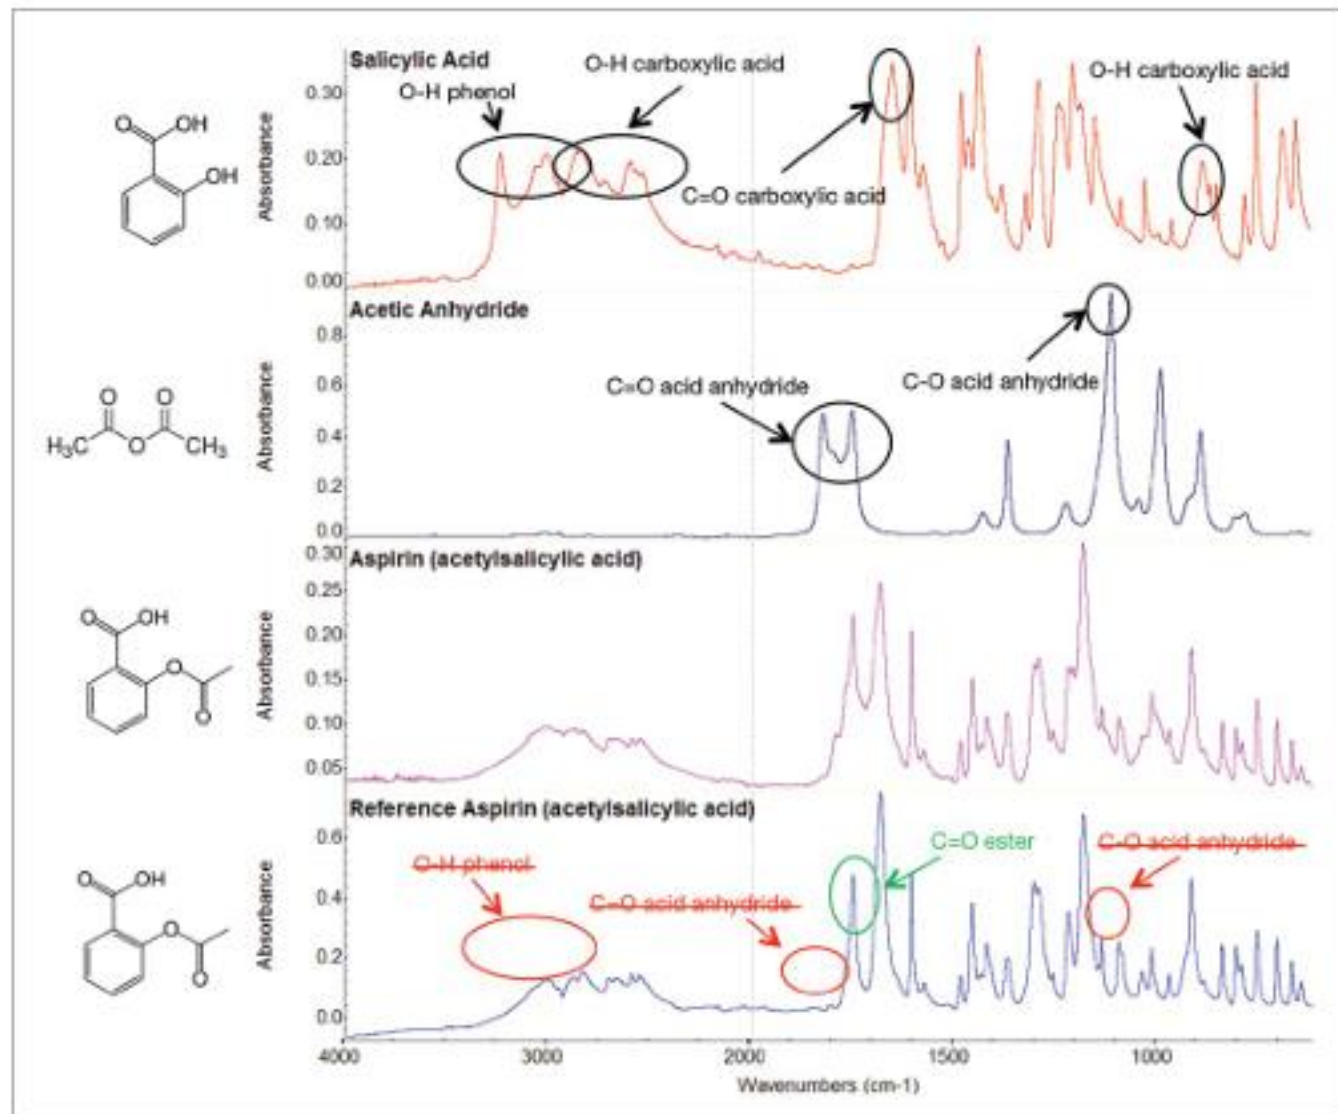 Salicylic Acid
O-H phenol
O-H carboxylic acid
C=O carboxylic acid
O-H carboxylic acid
Absorbance
0.30
0.20
0.10
0.00
O
OH
OH
Acetic Anhydride
C=O acid anhydride
C-O acid anhydride
Absorbance
0.8
0.6
0.4
0.2
0.0
O
O
H₃C
O
CH₃
Aspirin (acetylsalicylic acid)
Absorbance
0.30
0.25
0.20
0.15
0.10
0.05
O
OH
O
O
Reference Aspirin (acetylsalicylic acid)
O-H phenol
C=O acid anhydride
C=O ester
C-O acid anhydride
Absorbance
0.6
0.4
0.2
0.0
O
OH
O
O
4000
3000
2000
1500
1000
Wavenumbers (cm-1)